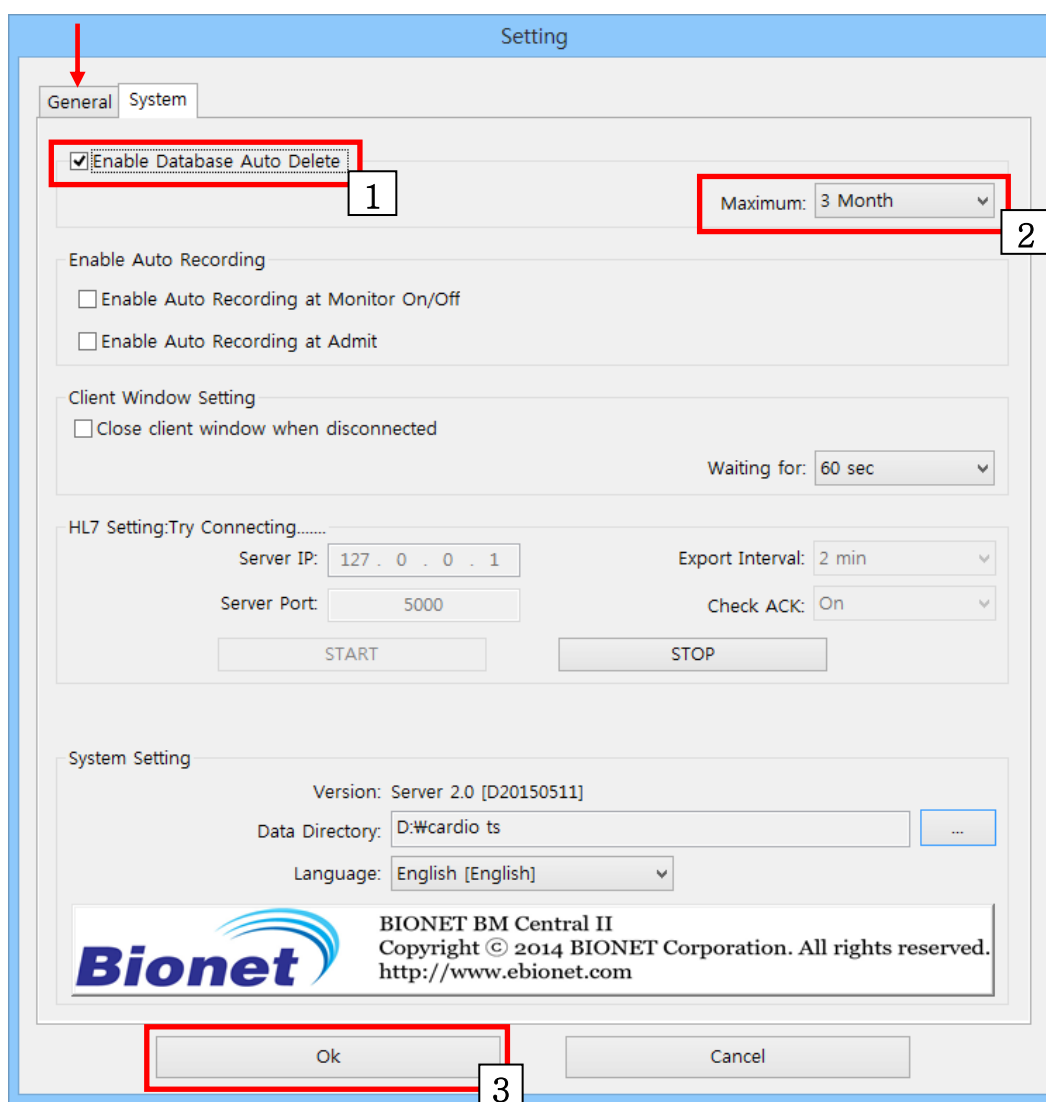 Setting
General System
Enable Database Auto Delete
1
Maximum: 3 Month
2
Enable Auto Recording
Enable Auto Recording at Monitor On/Off
Enable Auto Recording at Admit
Client Window Setting
Close client window when disconnected
Waiting for: 60 sec
HL7 Setting:Try Connecting.......
Server IP: 127 . 0 . 0 . 1 Export Interval: 2 min
Server Port: 5000 Check ACK: On
START STOP
System Setting
Version: Server 2.0 [D20150511]
Data Directory: D:₩cardio ts ...
Language: English [English]
Bionet
BIONET BM Central II
Copyright ⓒ 2014 BIONET Corporation. All rights reserved.
http://www.ebionet.com
Ok Cancel
3